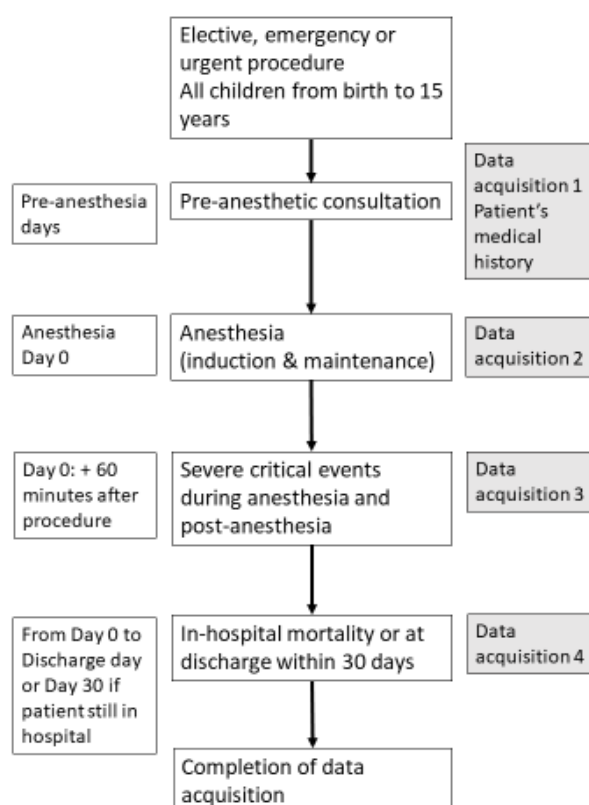 Elective, emergency or
urgent procedure
All children from birth to 15
years
Pre-anesthesia
days
Pre-anesthetic consultation
Data
acquisition 1
Patient's
medical
history
Anesthesia
Day 0
Anesthesia
(induction & maintenance)
Data
acquisition 2
Day 0: + 60
minutes after
procedure
Severe critical events
during anesthesia and
post-anesthesia
Data
acquisition 3
From Day 0 to
Discharge day
or Day 30 if
patient still in
hospital
In-hospital mortality or at
discharge within 30 days
Data
acquisition 4
Completion of data
acquisition